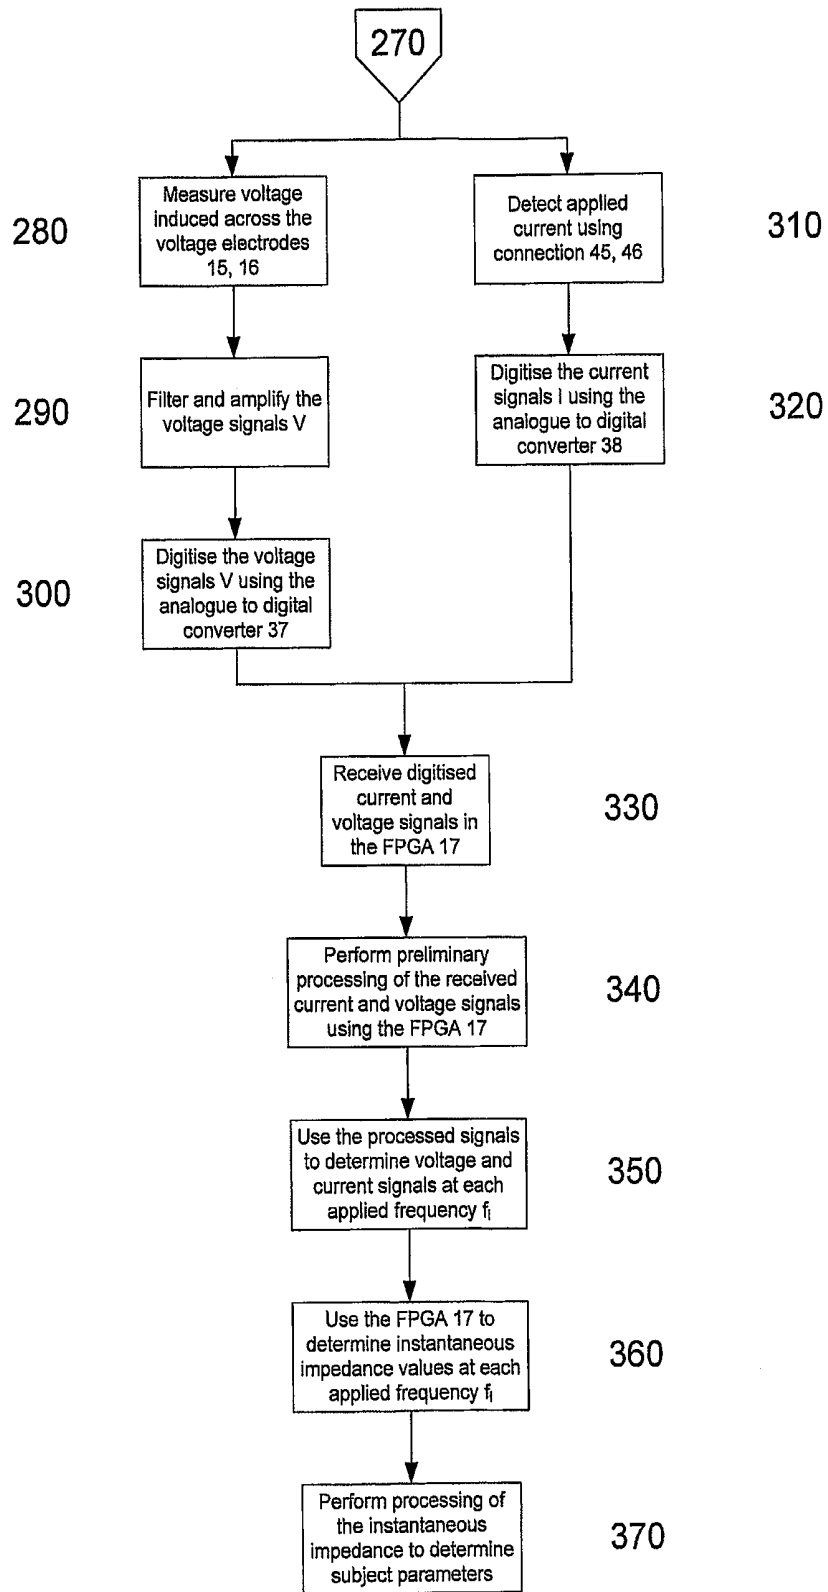 270
280
Measure voltage
induced across the
voltage electrodes
15, 16
Detect applied
current using
connection 45, 46
310
290
Filter and amplify the
voltage signals V
Digitise the current
signals I using the
analogue to digital
converter 38
320
300
Digitise the voltage
signals V using the
analogue to digital
converter 37
Receive digitised
current and
voltage signals in
the FPGA 17
330
Perform preliminary
processing of the received
current and voltage signals
using the FPGA 17
340
Use the processed signals
to determine voltage and
current signals at each
applied frequency fi
350
Use the FPGA 17 to
determine instantaneous
impedance values at each
applied frequency fi
360
Perform processing of
the instantaneous
impedance to determine
subject parameters
370